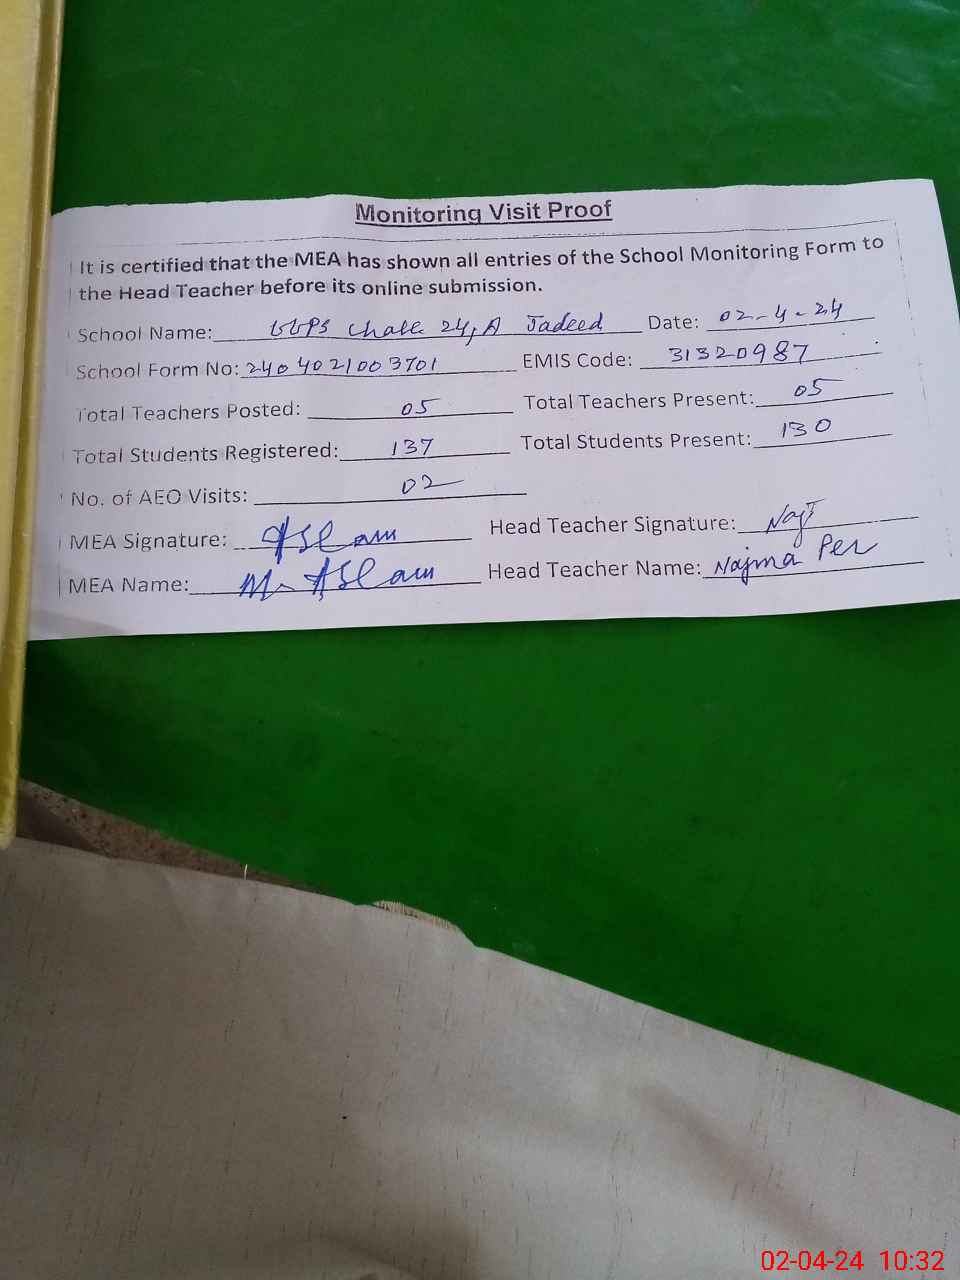 Monitoring Visit Proof
It is certified that the MEA has shown all entries of the School Monitoring Form to
the Head Teacher before its online submission.
School Name: GGPS Chak 24, A Jadeed Date: 02-4-24
School Form No: 2404021003701 EMIS Code: 31320987
Total Teachers Posted: 05 Total Teachers Present: 05
Total Students Registered: 137 Total Students Present: 130
No. of AEO Visits: 02
MEA Signature: Aslam Head Teacher Signature:
MEA Name: M. Aslam Head Teacher Name: Najma Per
02-04-24 10:32